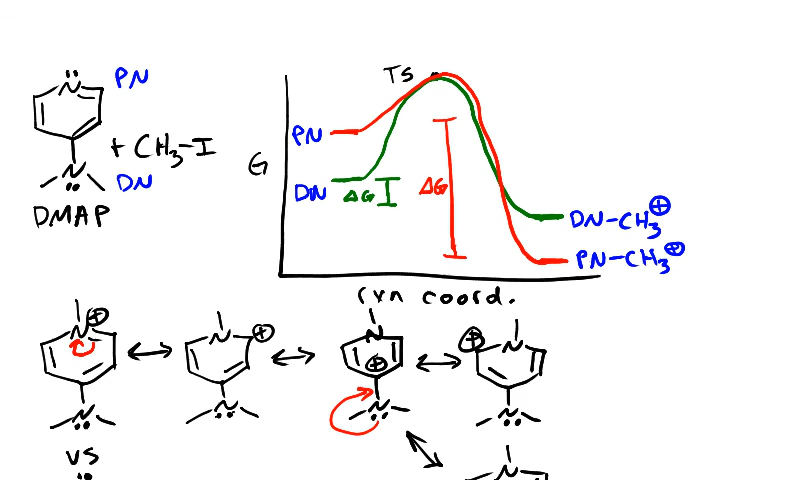 N̈ PN
+ CH3-I
N̈ DN
DMAP
TS
G
PN
DN ΔG ΔG
DN-CH3⊕
PN-CH3⊕
rxn coord.
N⊕ N ⊕ N ⊕ ⊕ N
N̈ N̈ N̈ N̈
vs
N